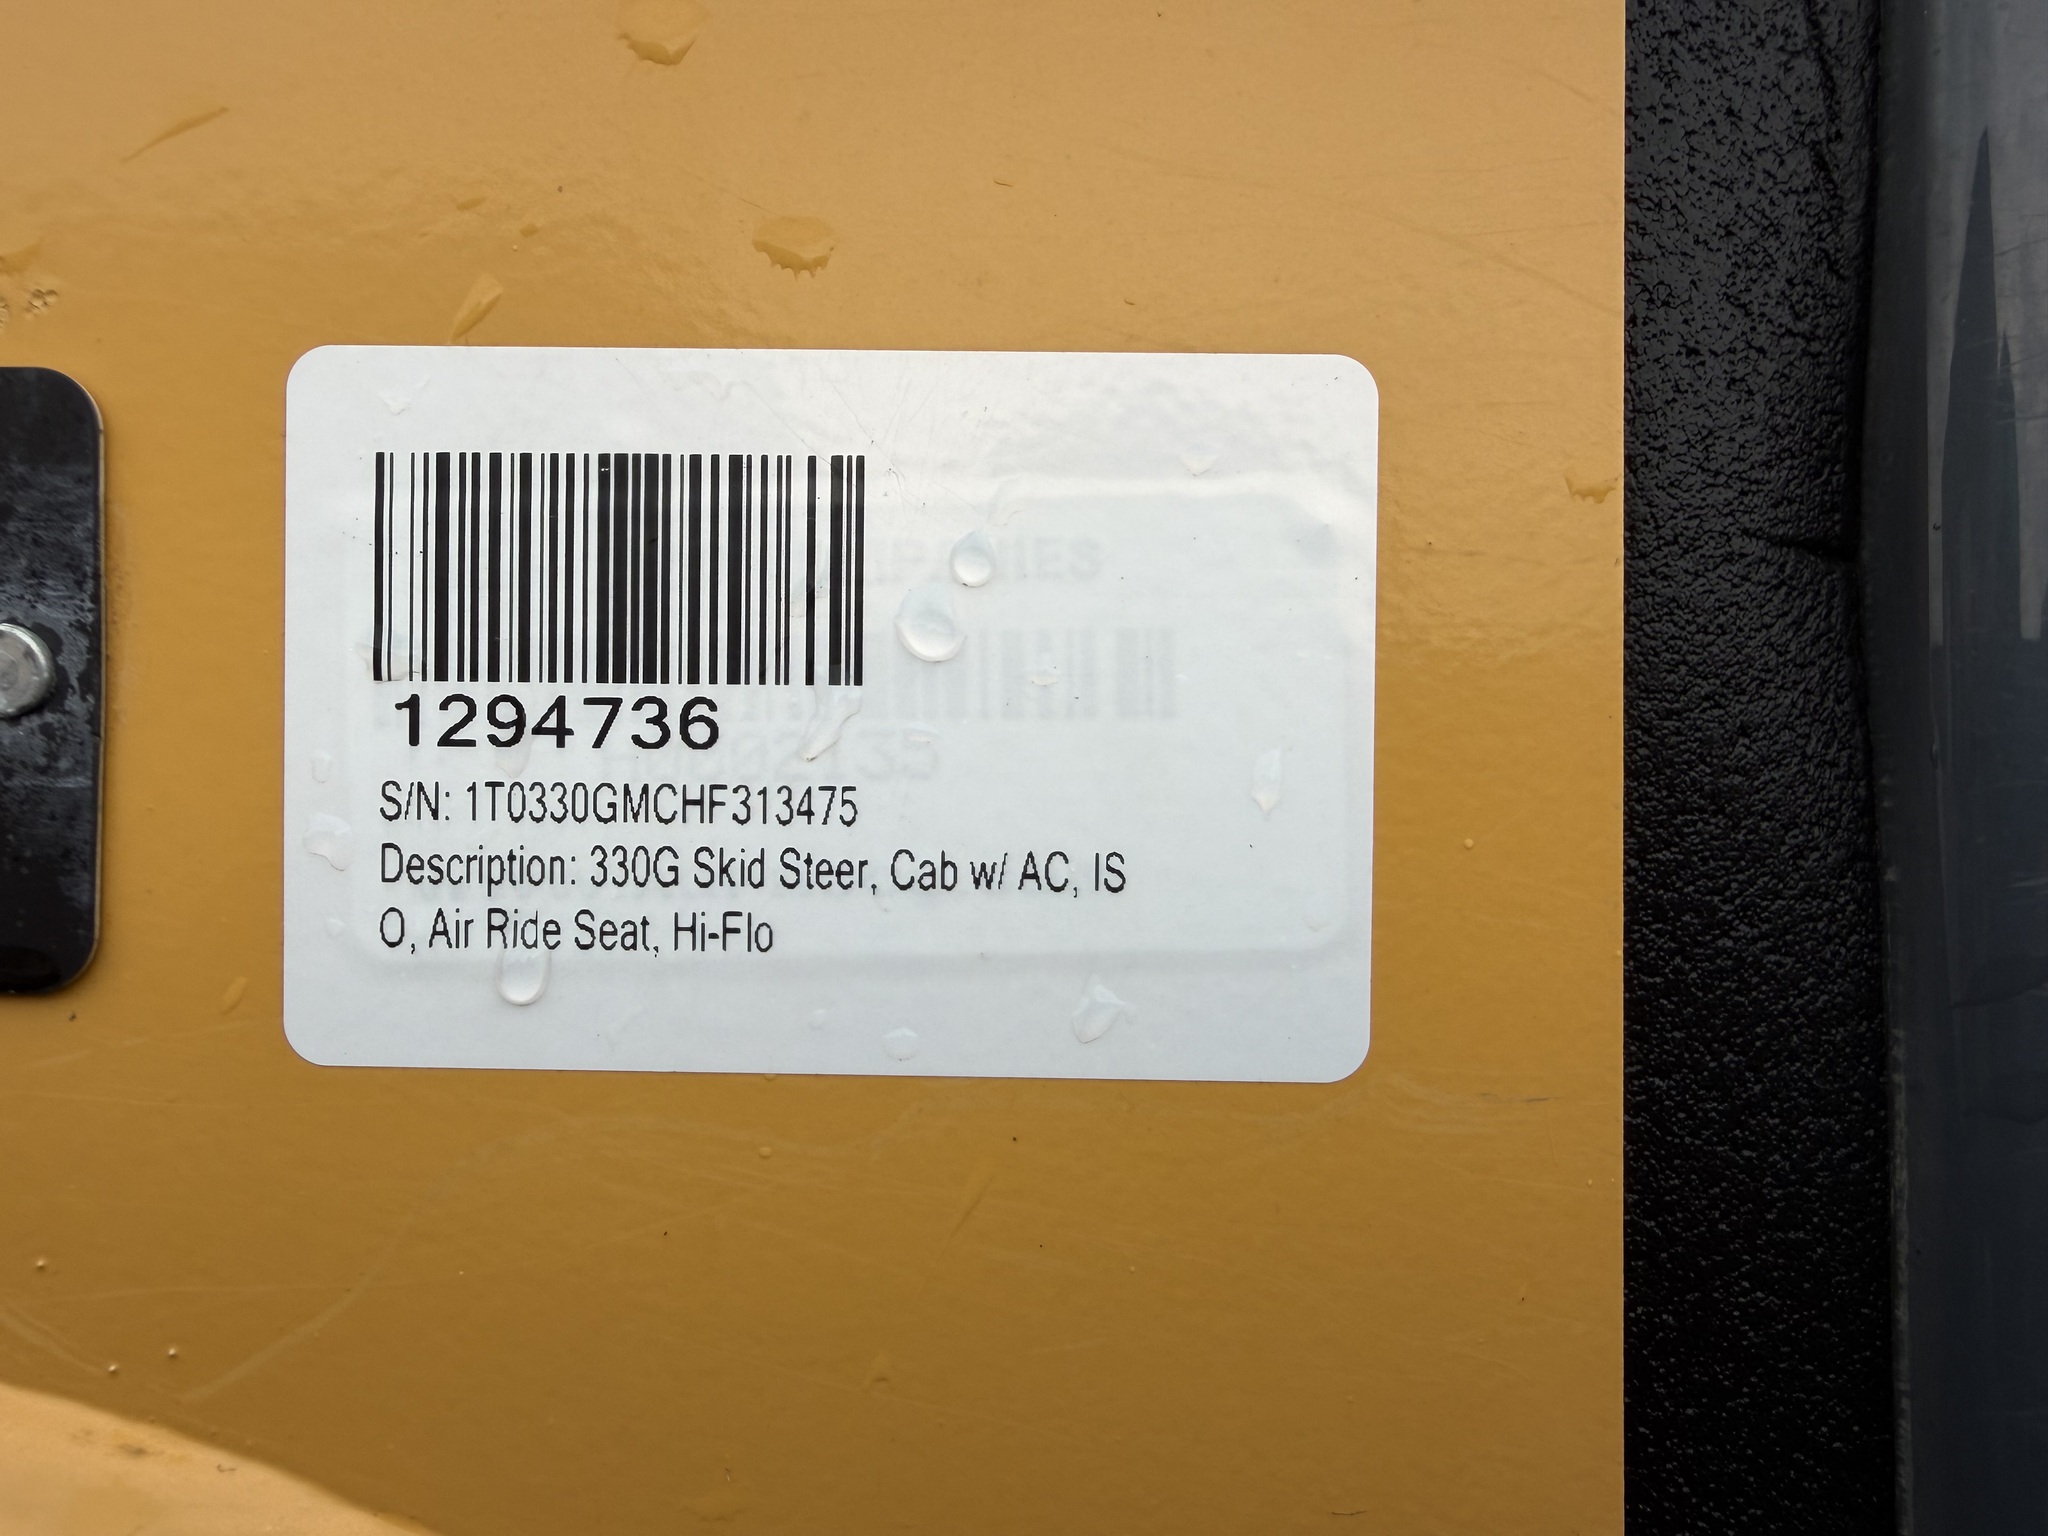 1294736
S/N: 1T0330GMCHF313475
Description: 330G Skid Steer, Cab w/ AC, IS
O, Air Ride Seat, Hi-Flo